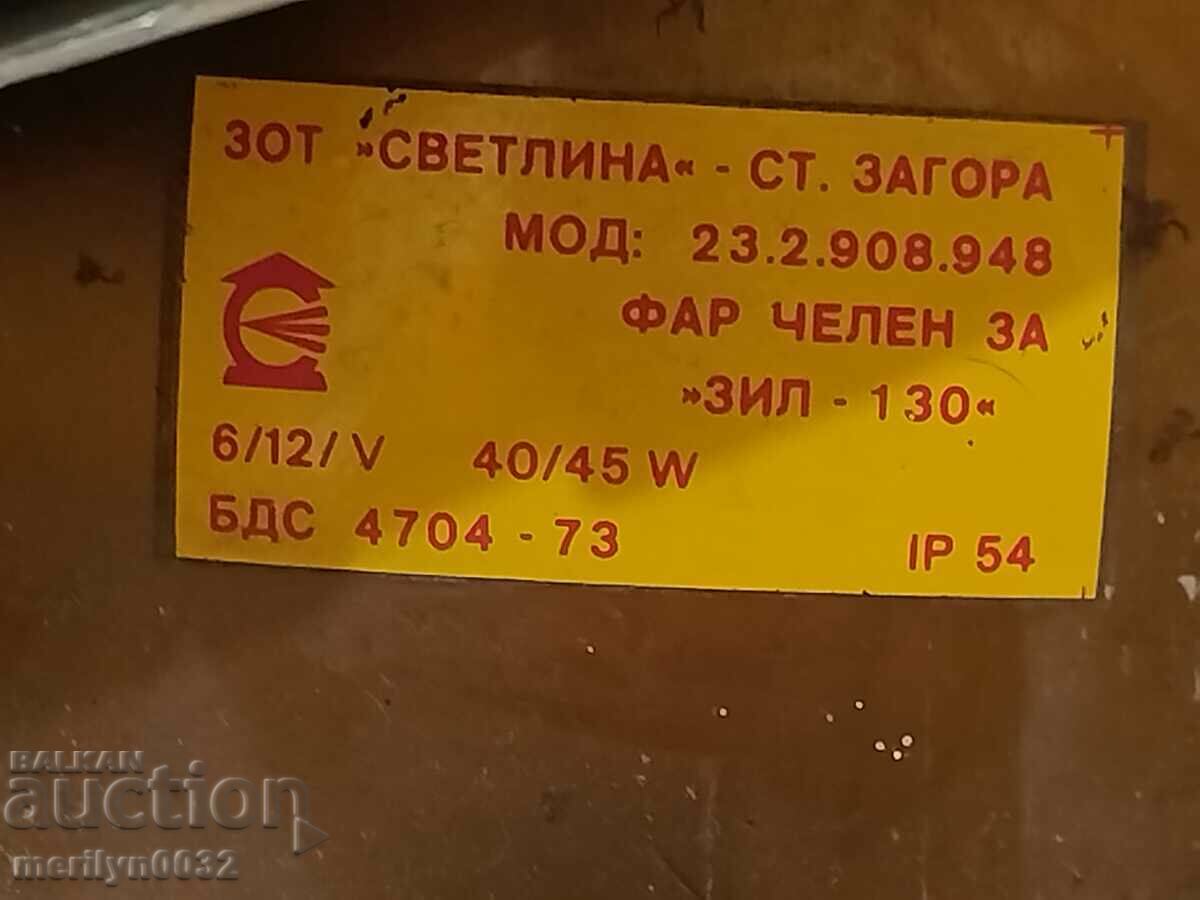 ЗОТ »СВЕТЛИНА« - СТ. ЗАГОРА
МОД: 23.2.908.948
ФАР ЧЕЛЕН ЗА
»ЗИЛ - 130«
6/12/V 40/45 W
БДС 4704 - 73 IP 54
BALKAN
auction
merilyn0032